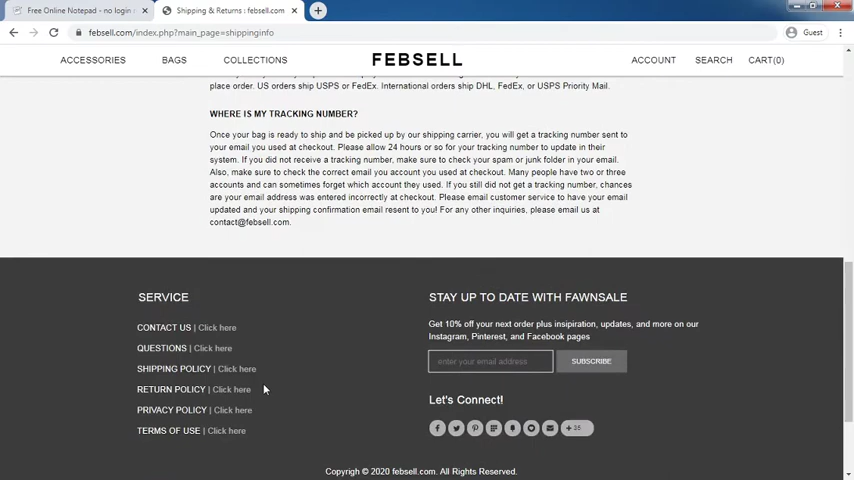 Free Online Notepad - no login
Shipping & Returns : febsell.com
febsell.com/index.php?main_page=shippinginfo
Guest
ACCESSORIES BAGS COLLECTIONS FEBSELL ACCOUNT SEARCH CART(0)
place order. US orders ship USPS or FedEx. International orders ship DHL, FedEx, or USPS Priority Mail.
WHERE IS MY TRACKING NUMBER?
Once your bag is ready to ship and be picked up by our shipping carrier, you will get a tracking number sent to
your email you used at checkout. Please allow 24 hours or so for your tracking number to update in their
system. If you did not receive a tracking number, make sure to check your spam or junk folder in your email.
Also, make sure to check the correct email you account you used at checkout. Many people have two or three
accounts and can sometimes forget which account they used. If you still did not get a tracking number, chances
are your email address was entered incorrectly at checkout. Please email customer service to have your email
updated and your shipping confirmation email resent to you! For any other inquiries, please email us at
contact@febsell.com.
SERVICE
CONTACT US | Click here
QUESTIONS | Click here
SHIPPING POLICY | Click here
RETURN POLICY | Click here
PRIVACY POLICY | Click here
TERMS OF USE | Click here
STAY UP TO DATE WITH FAWNSALE
Get 10% off your next order plus insipiration, updates, and more on our
Instagram, Pinterest, and Facebook pages
enter your email address SUBSCRIBE
Let's Connect!
Copyrigh © 2020 febsell.com. All Rights Reserved.